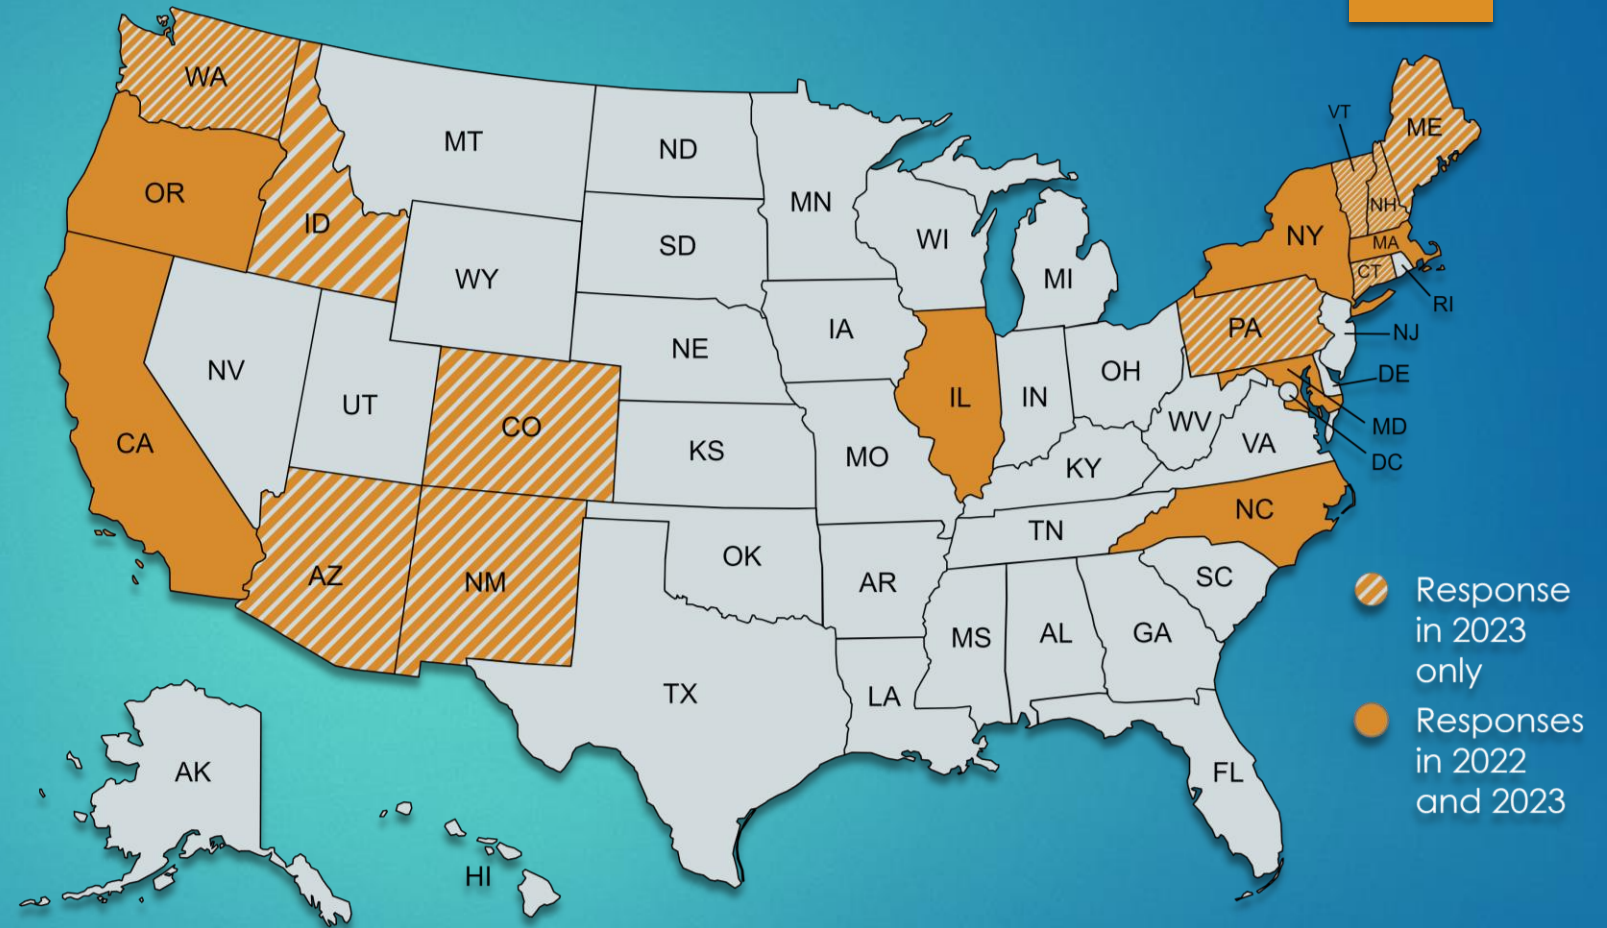 WA
MT
ND
MN
VT
ME
OR
ID
SD
WI
NH
NY
MA
WY
MI
CT
RI
IA
PA
NJ
NV
NE
OH
DE
UT
IL
IN
CO
WV
MD
CA
KS
MO
KY
VA
DC
NC
TN
OK
AZ
NM
AR
SC
Response
in 2023
only
MS
AL
GA
TX
LA
Responses
in 2022
and 2023
AK
FL
HI